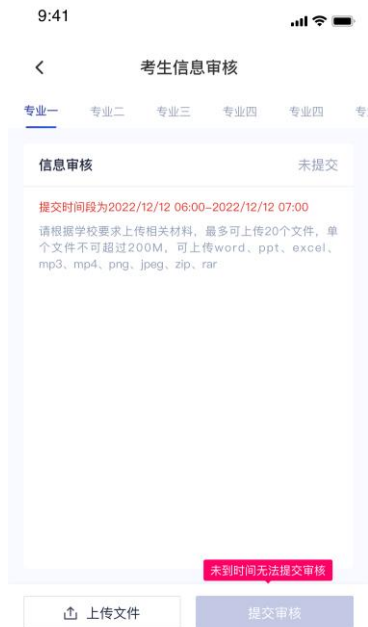 9:41
考生信息审核
专业一 专业二 专业三 专业四 专业四 专
信息审核 未提交
提交时间段为2022/12/12 06:00-2022/12/12 07:00
请根据学校要求上传相关材料，最多可上传20个文件，单
个文件不可超过200M，可上传word、ppt、excel、
mp3、mp4、png、jpeg、zip、rar
未到时间无法提交审核
上传文件 提交审核